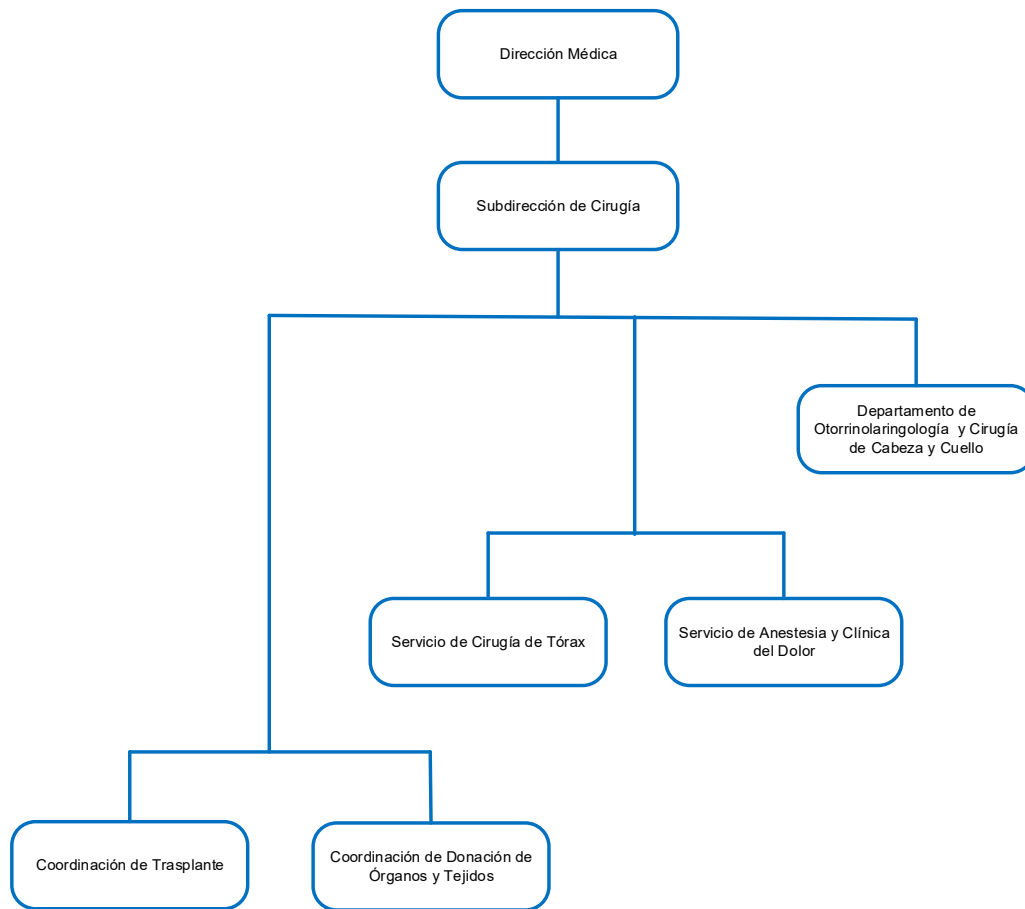 Dirección Médica
Subdirección de Cirugía
Departamento de
Otorrinolaringología y Cirugía
de Cabeza y Cuello
Servicio de Cirugía de Tórax
Servicio de Anestesia y Clínica
del Dolor
Coordinación de Trasplante
Coordinación de Donación de
Órganos y Tejidos